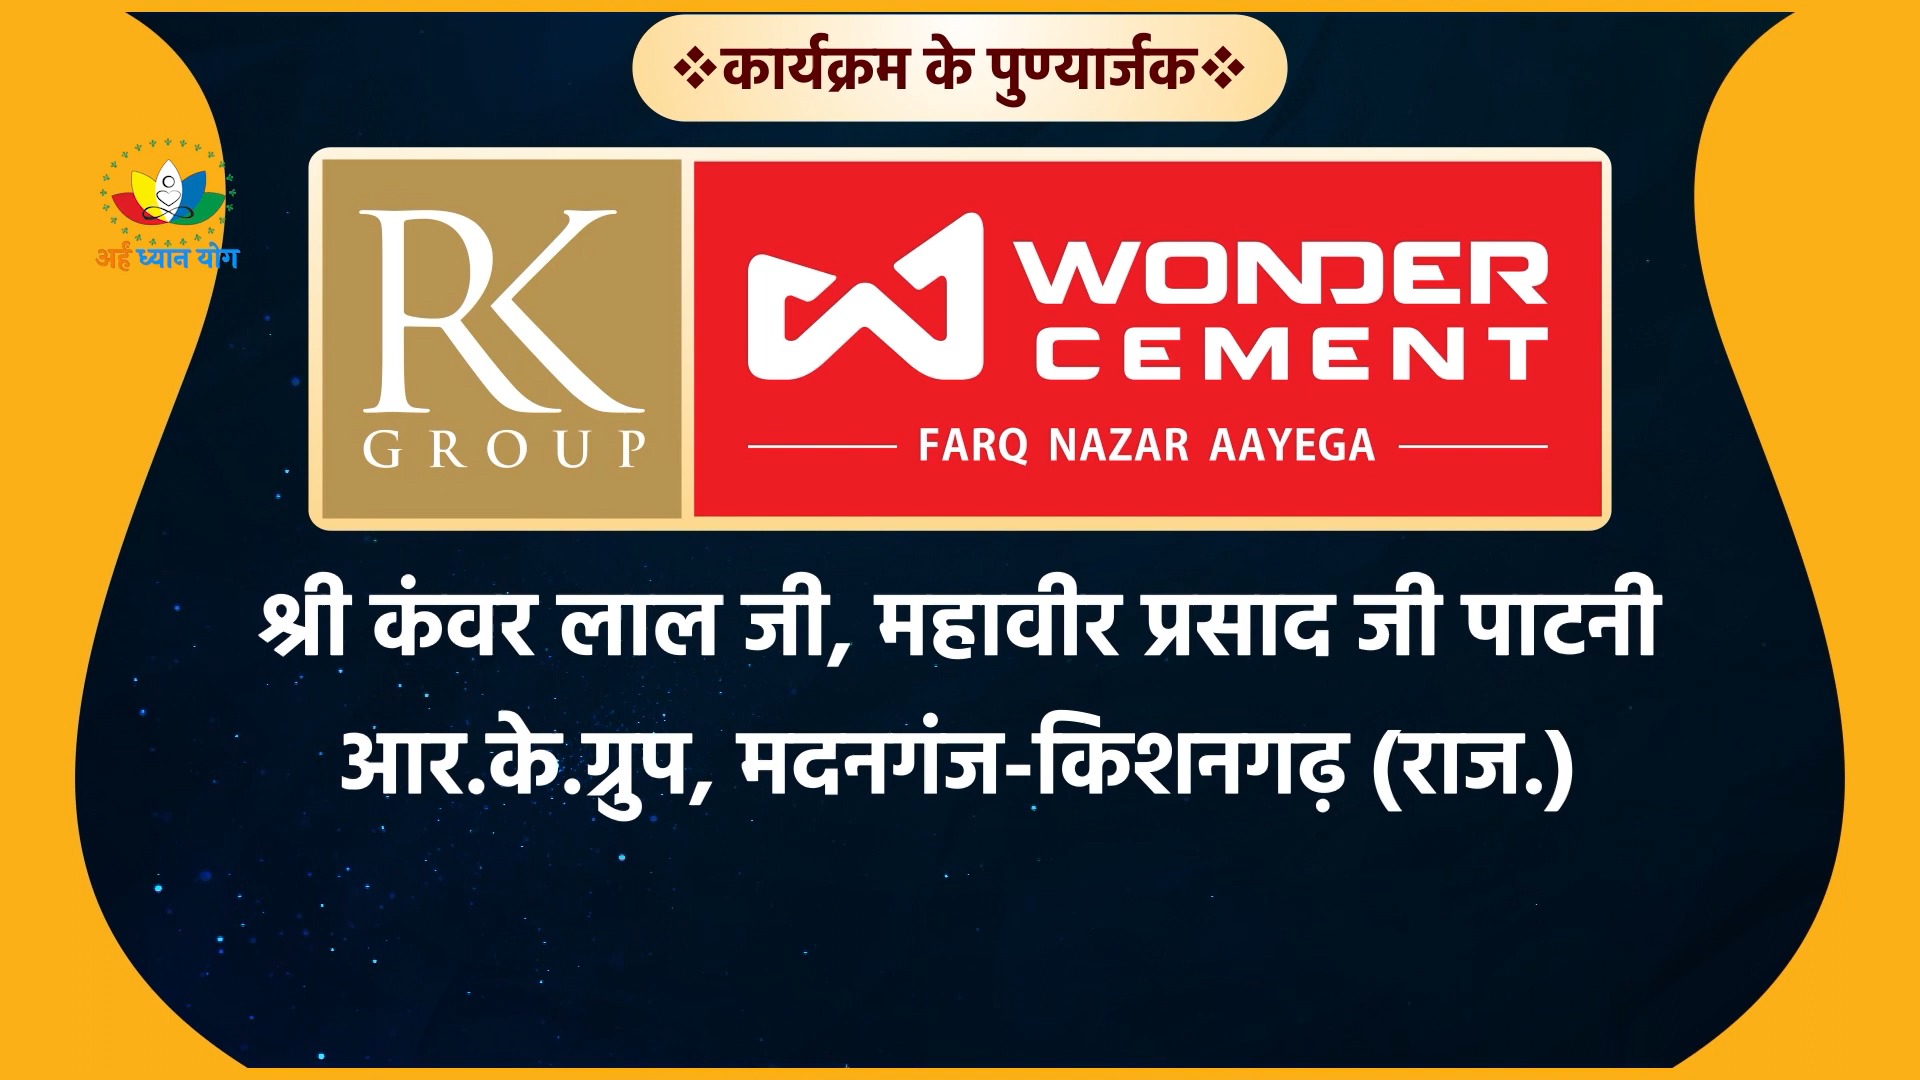 ❖कार्यक्रम के पुण्यार्जक❖
अर्हं ध्यान योग
RK
GROUP
WONDER
CEMENT
FARQ NAZAR AAYEGA
श्री कंवर लाल जी, महावीर प्रसाद जी पाटनी
आर.के.ग्रुप, मदनगंज-किशनगढ़ (राज.)